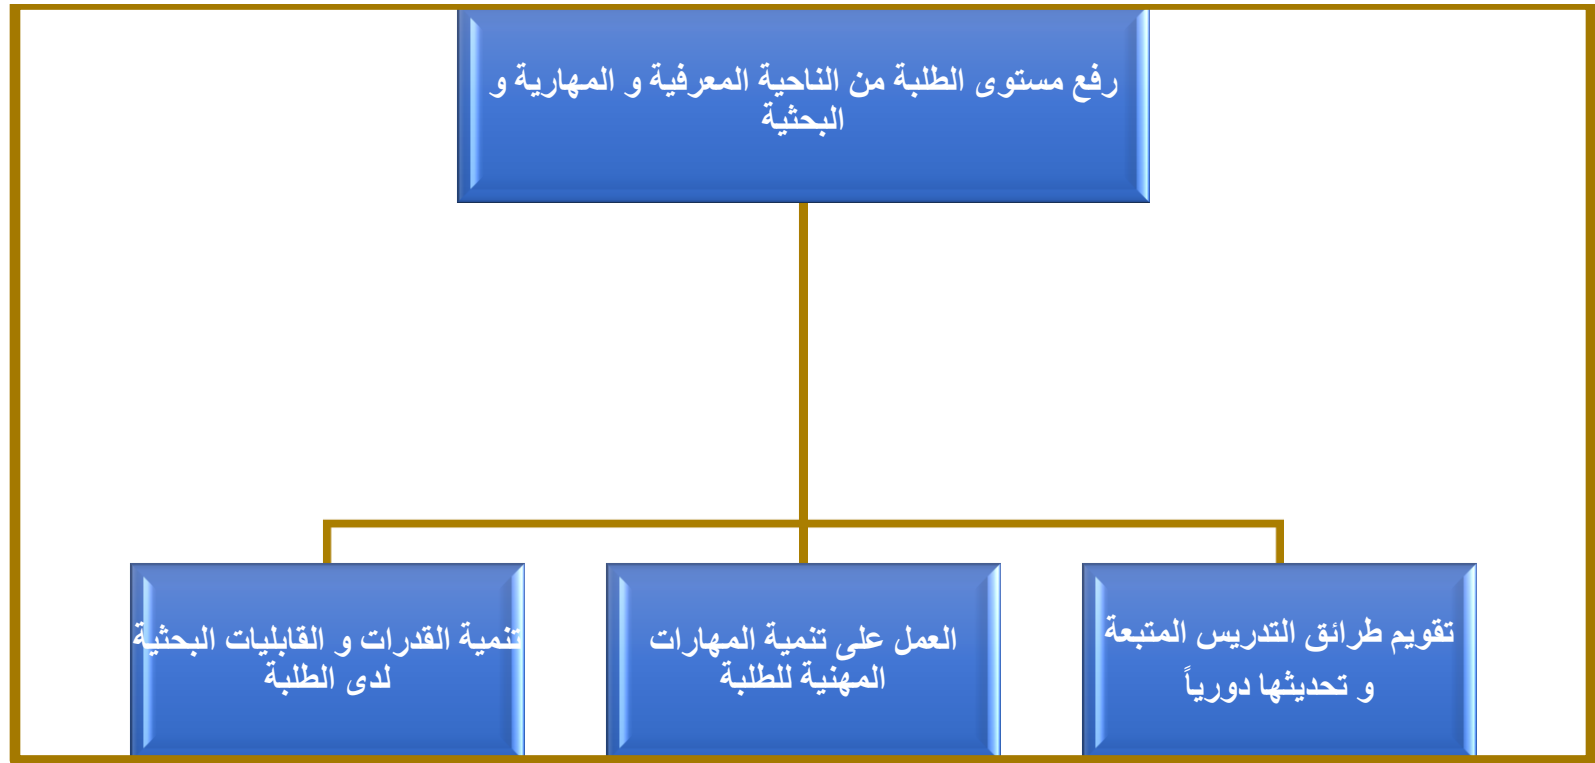 رفع مستوى الطلبة من الناحية المعرفية و المهارية و
البحثية
تقويم طرائق التدريس المتبعة
و تحديثها دورياً
العمل على تنمية المهارات
المهنية للطلبة
تنمية القدرات و القابليات البحثية
لدى الطلبة